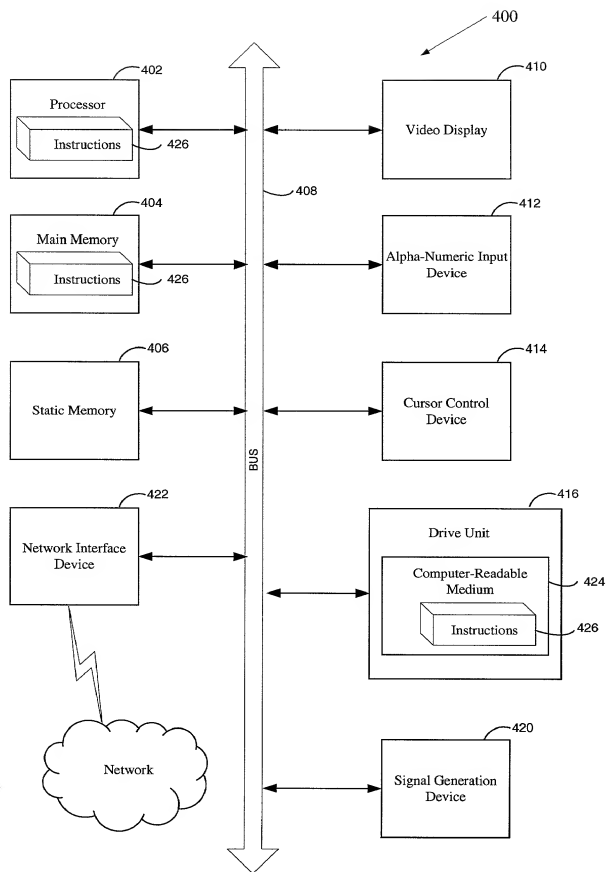 400
402
Processor
Instructions
426
404
Main Memory
Instructions
426
406
Static Memory
422
Network Interface
Device
Network
BUS
408
410
Video Display
412
Alpha-Numeric Input
Device
414
Cursor Control
Device
416
Drive Unit
Computer-Readable
Medium
424
Instructions
426
420
Signal Generation
Device